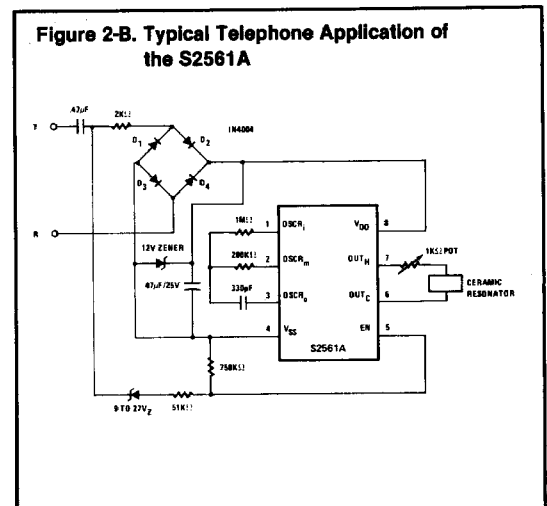 Figure 2-B. Typical Telephone Application of
the S2561A
.47µF
2KΩ
1N4004
T
D1
D2
D3
D4
R
1MΩ
1
OSCRi
VDD
8
12V ZENER
200KΩ
2
OSCRm
OUTH
7
1KΩ POT
47µF/25V
330pF
3
OSCRo
OUTC
6
CERAMIC
RESONATOR
4
VSS
EN
5
S2561A
750KΩ
9 TO 27VZ
51KΩ